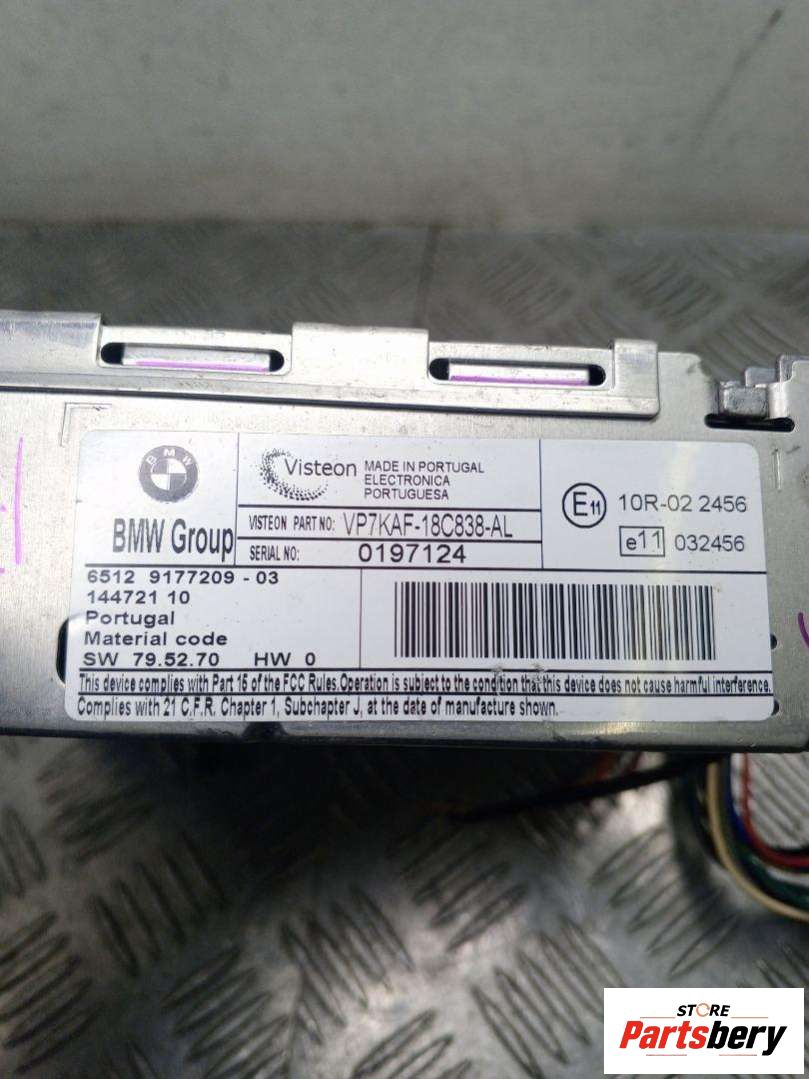 BMW
BMW Group
Visteon
MADE IN PORTUGAL
ELECTRONICA
PORTUGUESA
VISTEON PART NO: VP7KAF-18C838-AL
SERIAL NO: 0197124
E11 10R-02 2456
e11 032456
6512 9177209 - 03
144721 10
Portugal
Material code
SW 79.52.70 HW 0
This device complies with Part 15 of the FCC Rules.Operation is subject to the condition that this device does not cause harmful interference.
Complies with 21 C.F.R. Chapter 1, Subchapter J, at the date of manufacture shown.
STORE
Partsbery